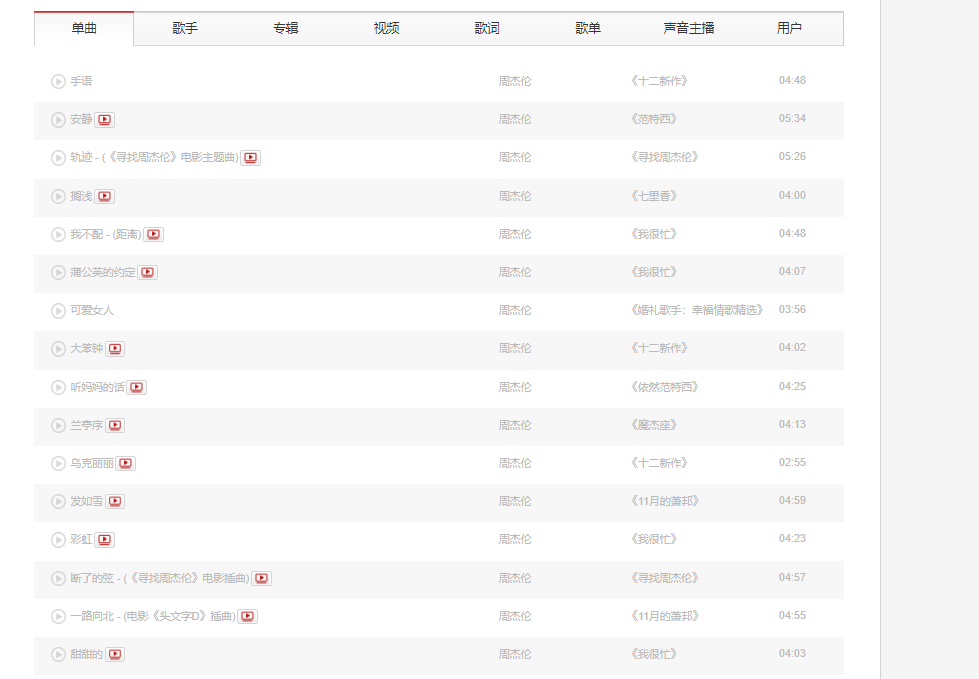 单曲 歌手 专辑 视频 歌词 歌单 声音主播 用户
手语 周杰伦 《十二新作》 04:48
安静 周杰伦 《范特西》 05:34
轨迹 - (《寻找周杰伦》电影主题曲) 周杰伦 《寻找周杰伦》 05:26
搁浅 周杰伦 《七里香》 04:00
我不配 - (距离) 周杰伦 《我很忙》 04:48
蒲公英的约定 周杰伦 《我很忙》 04:07
可爱女人 周杰伦 《婚礼歌手：幸福情歌精选》 03:56
大笨钟 周杰伦 《十二新作》 04:02
听妈妈的话 周杰伦 《依然范特西》 04:25
兰亭序 周杰伦 《魔杰座》 04:13
乌克丽丽 周杰伦 《十二新作》 02:55
发如雪 周杰伦 《11月的萧邦》 04:59
彩虹 周杰伦 《我很忙》 04:23
断了的弦 - (《寻找周杰伦》电影插曲) 周杰伦 《寻找周杰伦》 04:57
一路向北 - (电影《头文字D》插曲) 周杰伦 《11月的萧邦》 04:55
甜甜的 周杰伦 《我很忙》 04:03